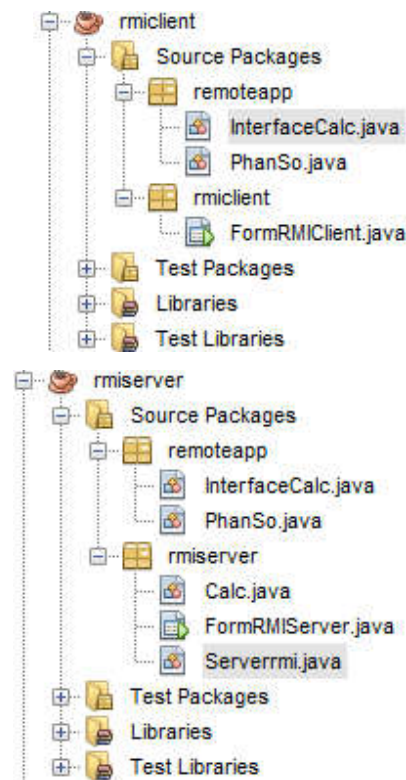 rmiclient
Source Packages
remoteapp
InterfaceCalc.java
PhanSo.java
rmiclient
FormRMIClient.java
Test Packages
Libraries
Test Libraries
rmiserver
Source Packages
remoteapp
InterfaceCalc.java
PhanSo.java
rmiserver
Calc.java
FormRMIServer.java
Serverrmi.java
Test Packages
Libraries
Test Libraries